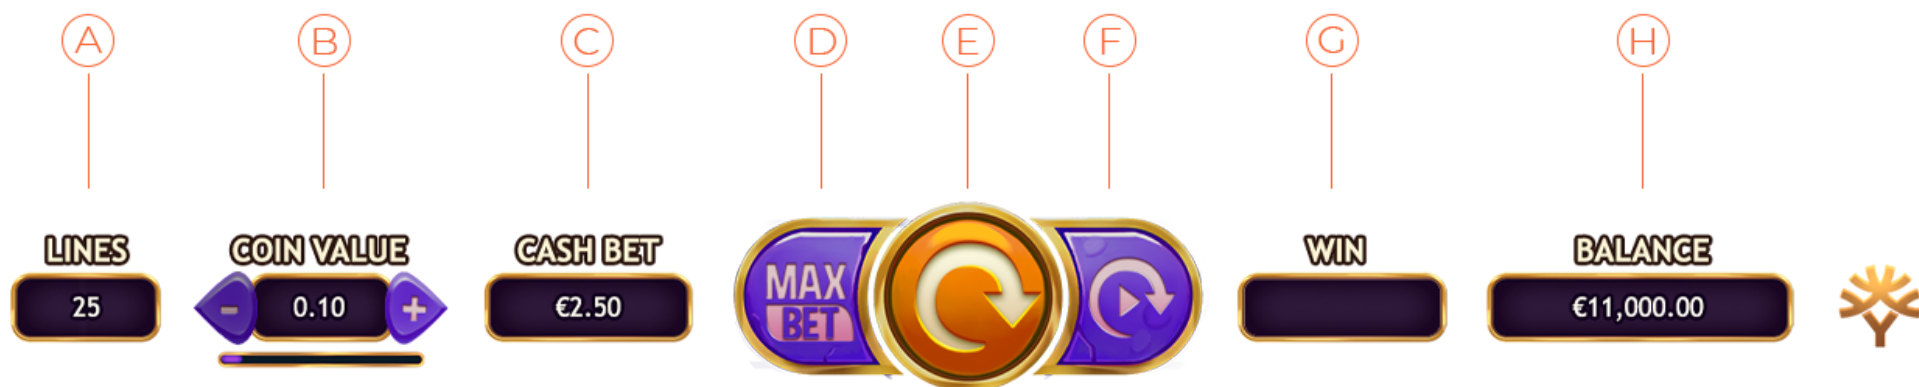 A B C D E F G H
LINES COIN VALUE CASH BET WIN BALANCE
MAX
BET
25 - 0.10 + €2.50 €11,000.00